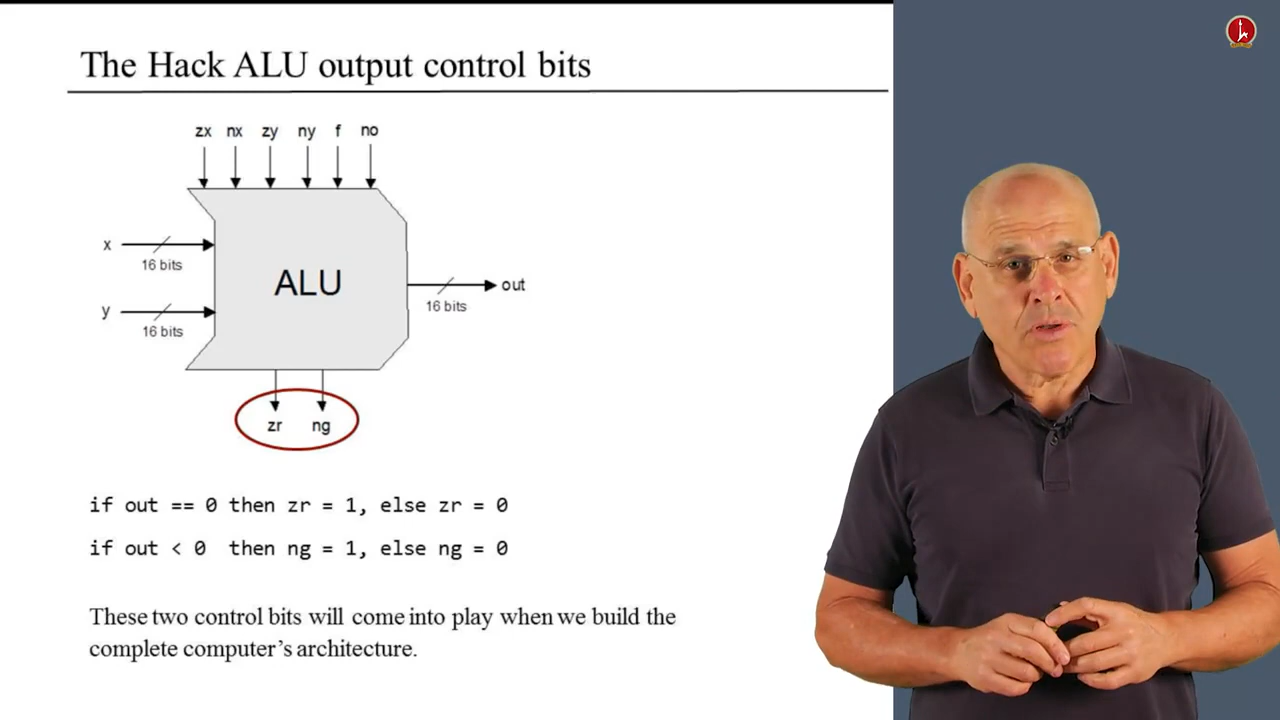 The Hack ALU output control bits
zx nx zy ny f no
x
16 bits
ALU
out
16 bits
y
16 bits
zr ng
if out == 0 then zr = 1, else zr = 0
if out < 0 then ng = 1, else ng = 0
These two control bits will come into play when we build the
complete computer's architecture.